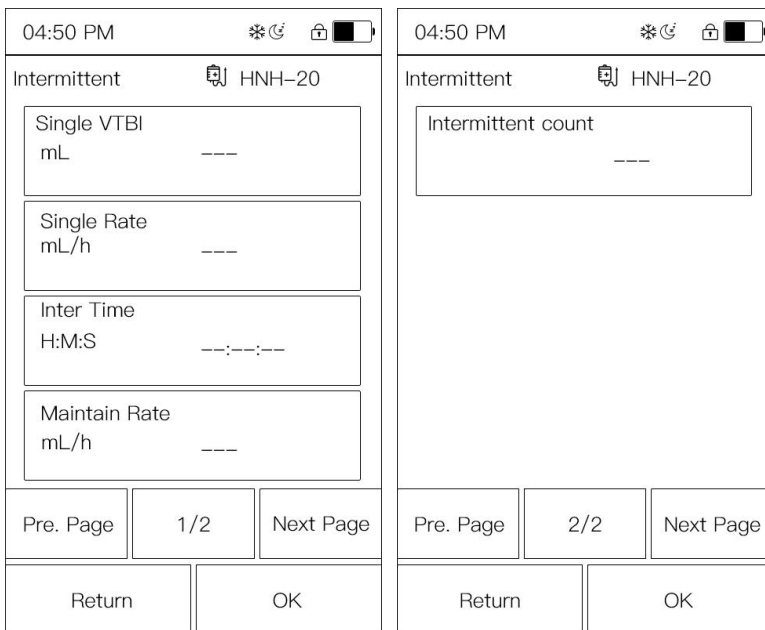 04:50 PM
Intermittent HNH-20
Single VTBI
mL ---
Single Rate
mL/h ---
Inter Time
H:M:S --:--:--
Maintain Rate
mL/h ---
Pre. Page 1/2 Next Page
Return OK
04:50 PM
Intermittent HNH-20
Intermittent count
---
Pre. Page 2/2 Next Page
Return OK